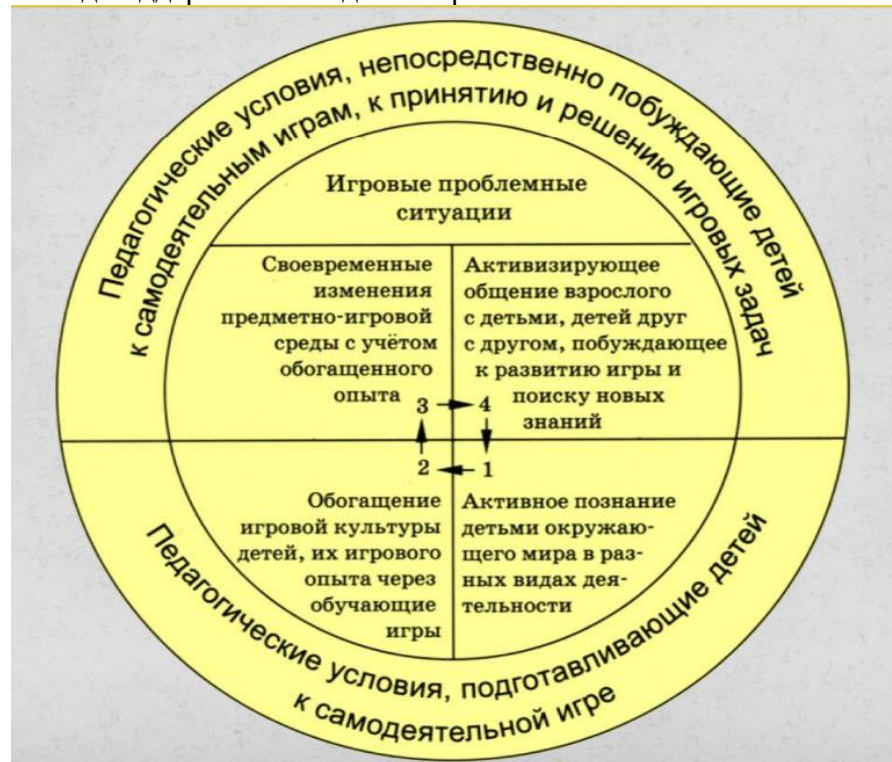 Педагогические условия, непосредственно побуждающие детей
к самодеятельным играм, к принятию и решению игровых задач
Игровые проблемные
ситуации
Своевременные
изменения
предметно-игровой
среды с учётом
обогащенного
опыта
3
Активизирующее
общение взрослого
с детьми, детей друг
с другом, побуждающее
к развитию игры и
поиску новых
знаний
4
2
1
Обогащение
игровой культуры
детей, их игрового
опыта через
обучающие
игры
Активное познание
детьми окружаю-
щего мира в раз-
ных видах дея-
тельности
Педагогические условия, подготавливающие детей
к самодеятельной игре